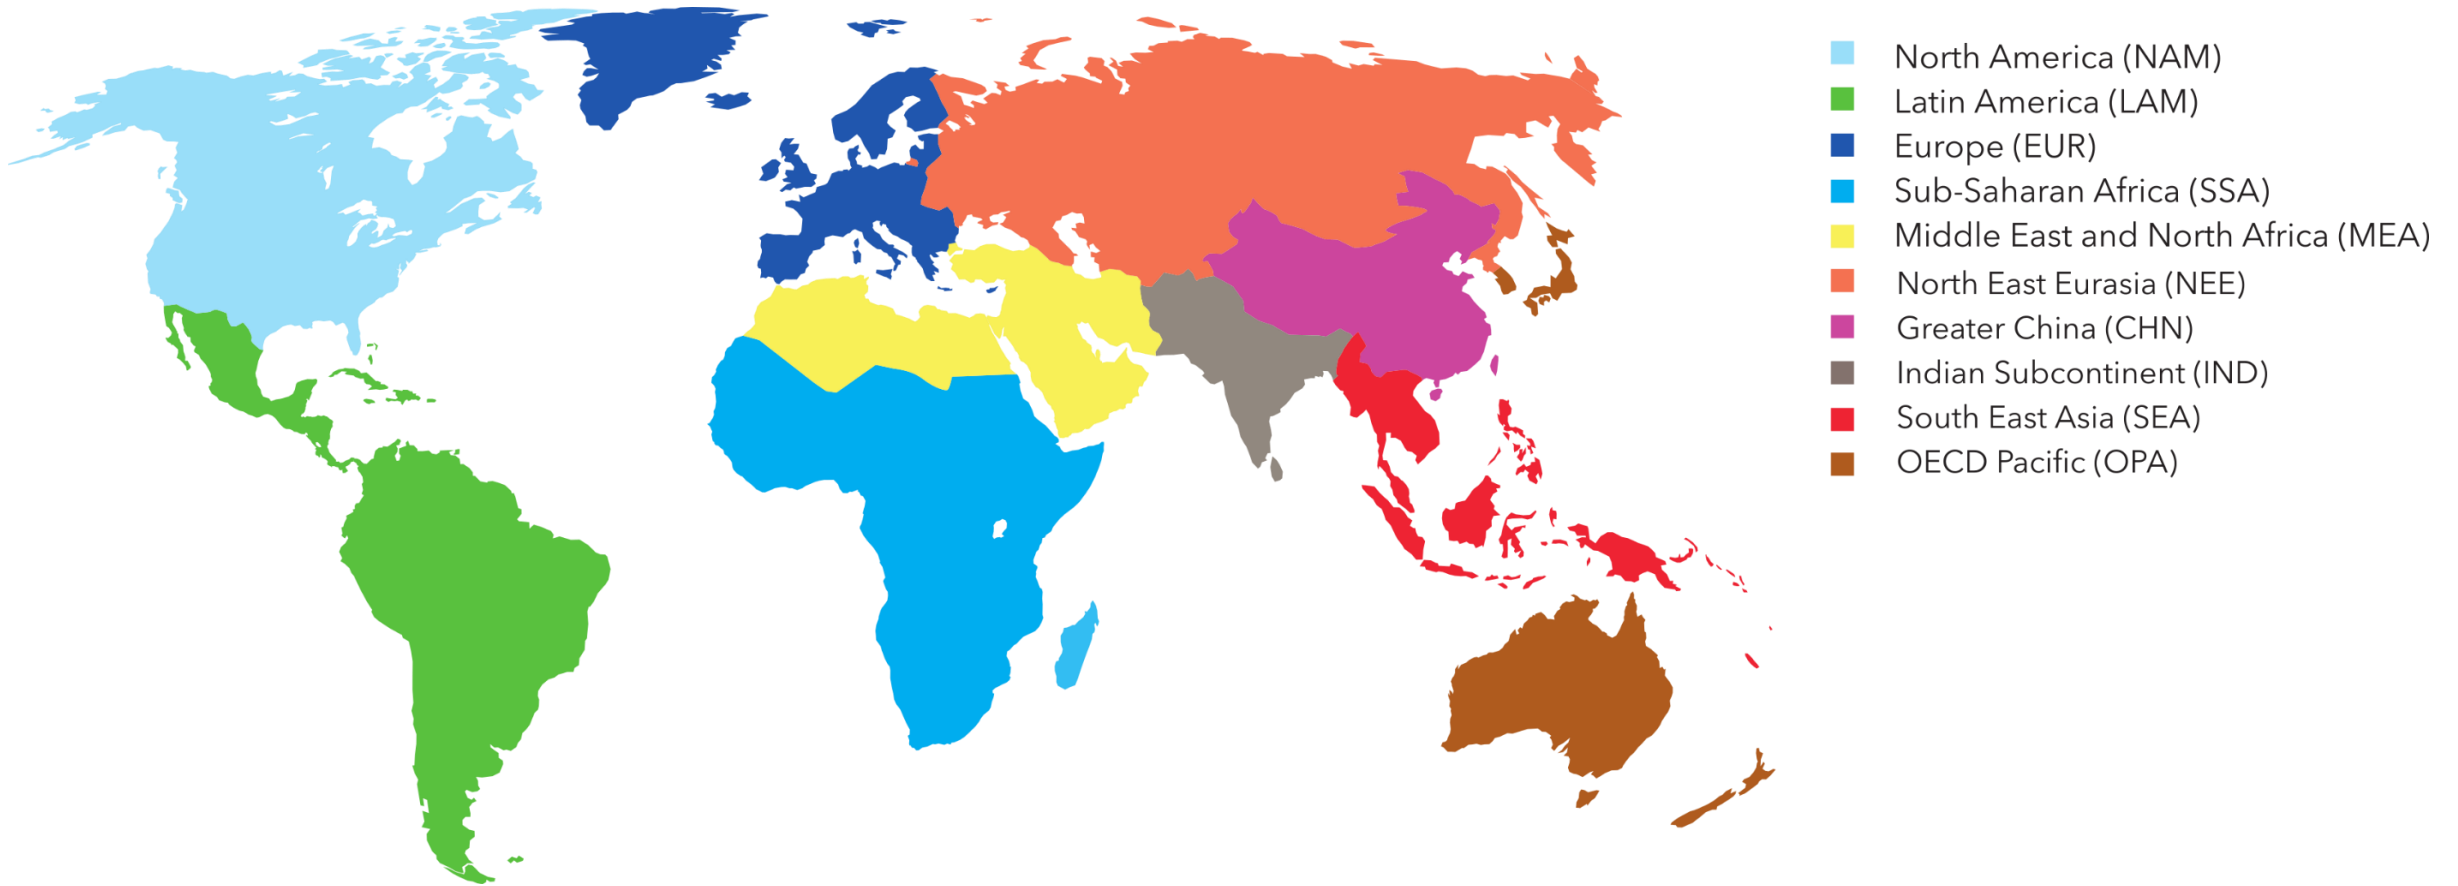 North America (NAM)
Latin America (LAM)
Europe (EUR)
Sub-Saharan Africa (SSA)
Middle East and North Africa (MEA)
North East Eurasia (NEE)
Greater China (CHN)
Indian Subcontinent (IND)
South East Asia (SEA)
OECD Pacific (OPA)